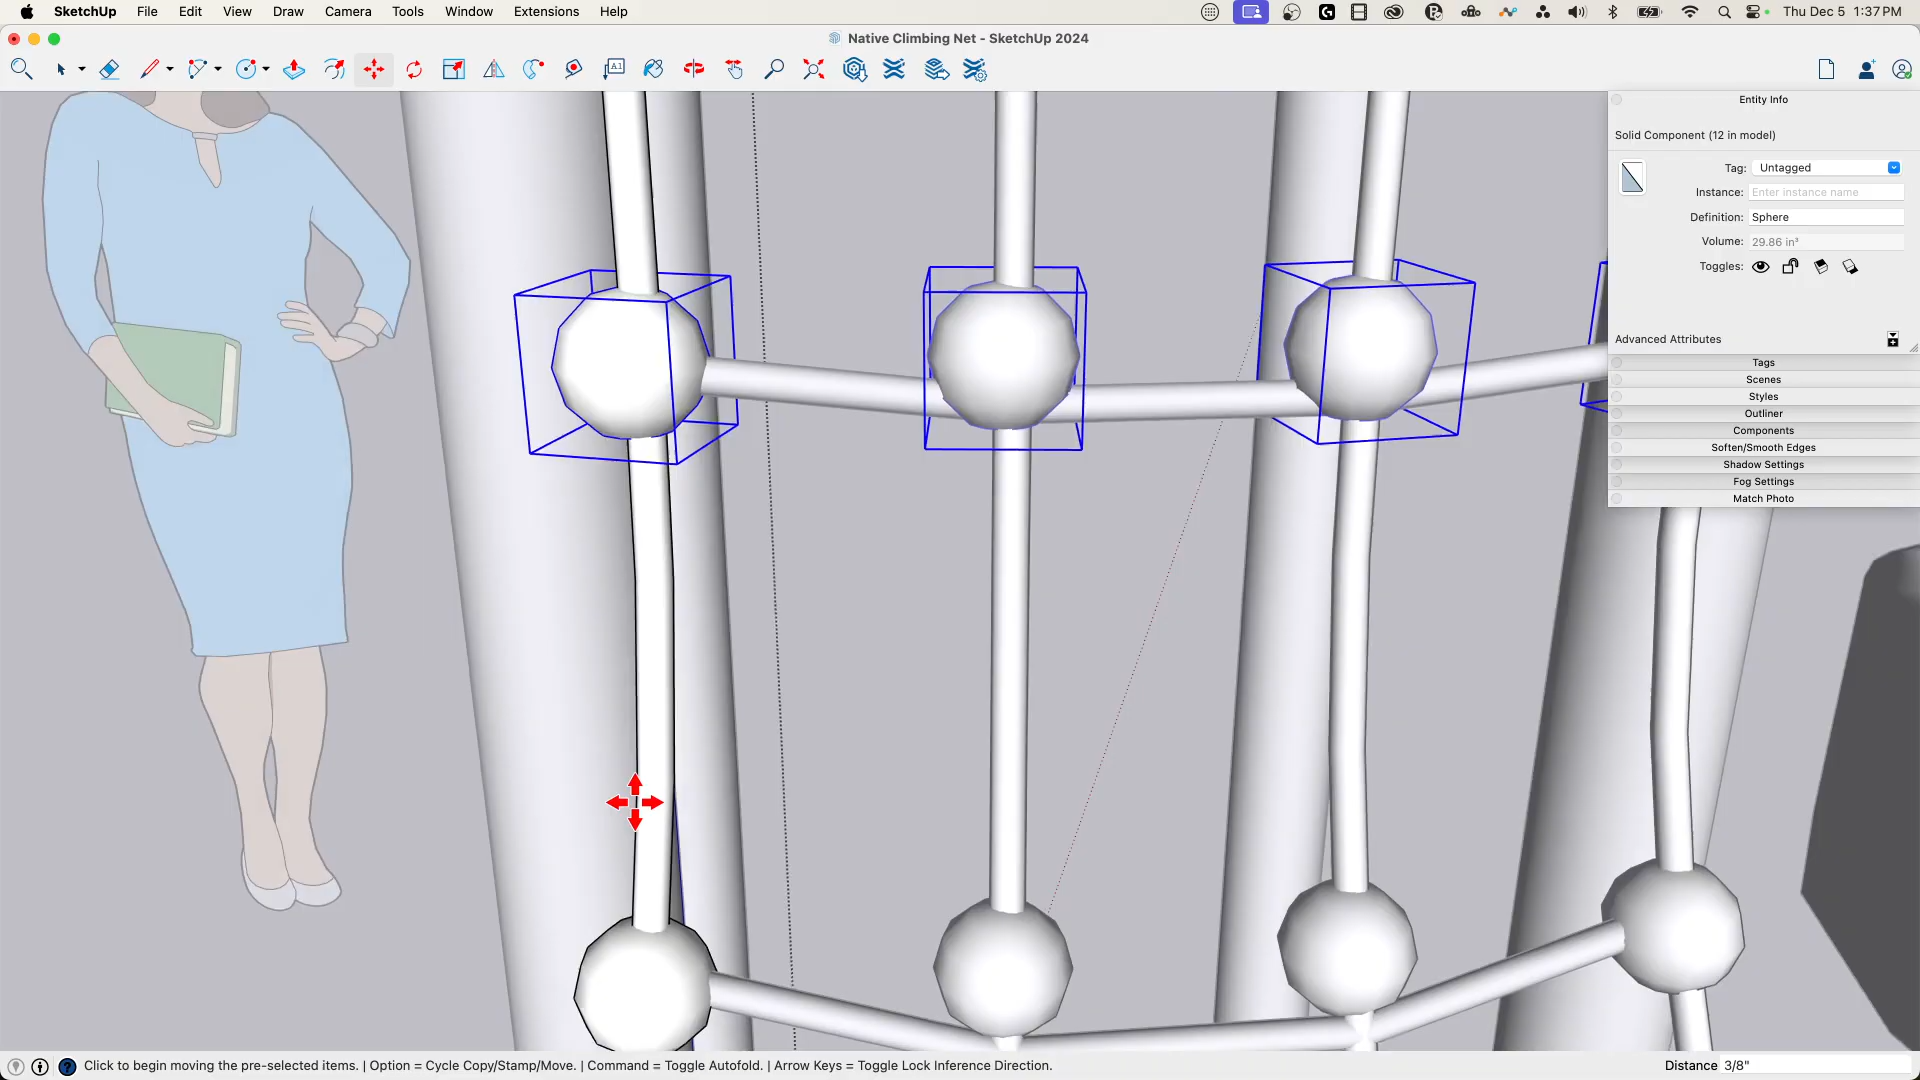 SketchUp File Edit View Draw Camera Tools Window Extensions Help Thu Dec 5 1:37 PM
Native Climbing Net - SketchUp 2024
A1
Entity Info
Solid Component (12 in model)
Tag: Untagged
Instance: Enter instance name
Definition: Sphere
Volume: 29.86 in³
Toggles:
Advanced Attributes
Tags
Scenes
Styles
Outliner
Components
Soften/Smooth Edges
Shadow Settings
Fog Settings
Match Photo
Click to begin moving the pre-selected items. | Option = Cycle Copy/Stamp/Move. | Command = Toggle Autofold. | Arrow Keys = Toggle Lock Inference Direction. Distance 3/8"